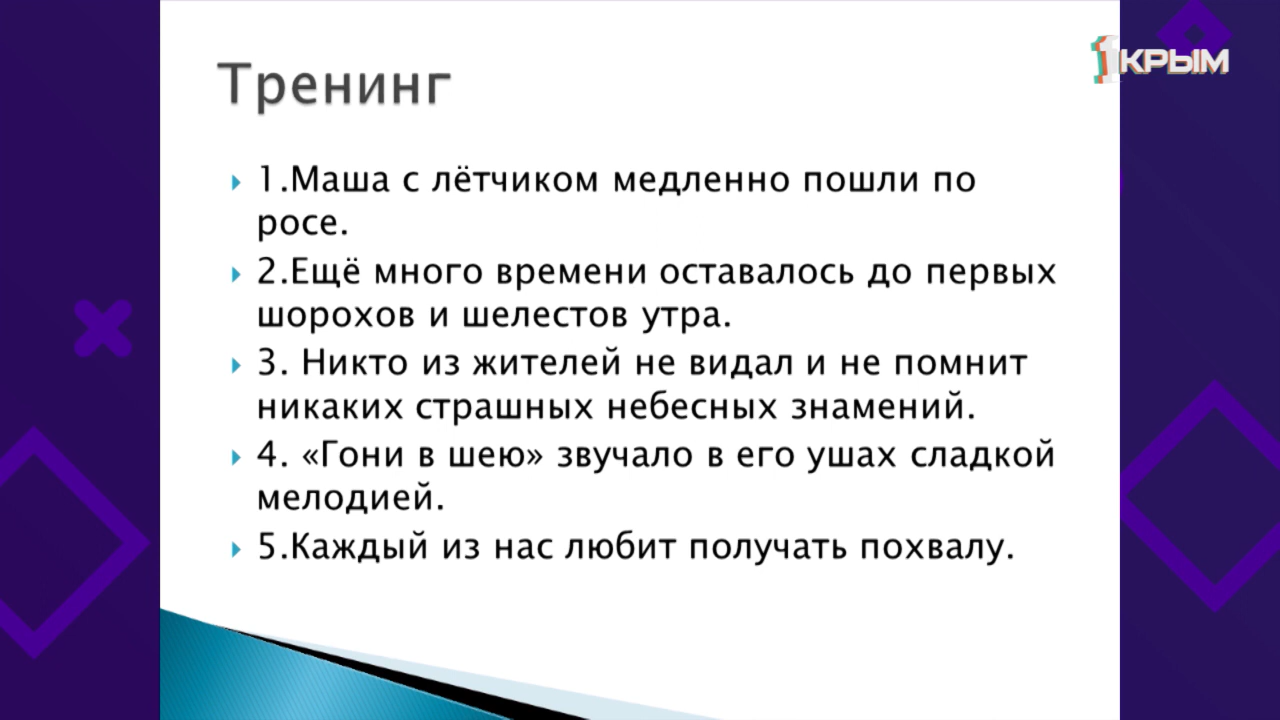 1КРЫМ
Тренинг
1.Маша с лётчиком медленно пошли по
росе.
2.Ещё много времени оставалось до первых
шорохов и шелестов утра.
3. Никто из жителей не видал и не помнит
никаких страшных небесных знамений.
4. «Гони в шею» звучало в его ушах сладкой
мелодией.
5.Каждый из нас любит получать похвалу.